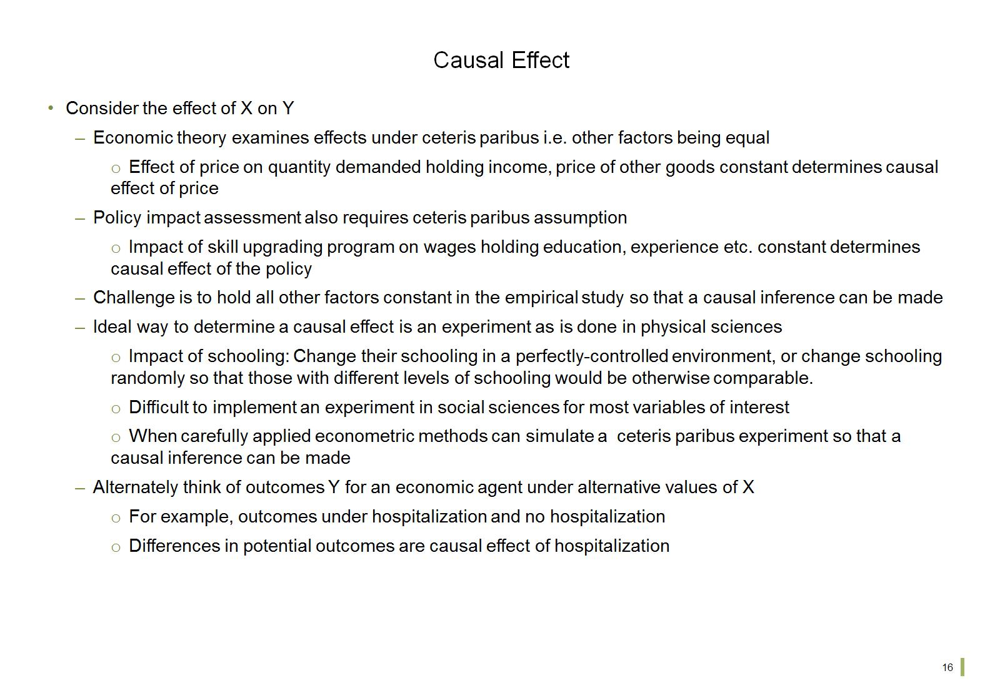 Causal Effect
• Consider the effect of X on Y
– Economic theory examines effects under ceteris paribus i.e. other factors being equal
o Effect of price on quantity demanded holding income, price of other goods constant determines causal
effect of price
– Policy impact assessment also requires ceteris paribus assumption
o Impact of skill upgrading program on wages holding education, experience etc. constant determines
causal effect of the policy
– Challenge is to hold all other factors constant in the empirical study so that a causal inference can be made
– Ideal way to determine a causal effect is an experiment as is done in physical sciences
o Impact of schooling: Change their schooling in a perfectly-controlled environment, or change schooling
randomly so that those with different levels of schooling would be otherwise comparable.
o Difficult to implement an experiment in social sciences for most variables of interest
o When carefully applied econometric methods can simulate a  ceteris paribus experiment so that a
causal inference can be made
– Alternately think of outcomes Y for an economic agent under alternative values of X
o For example, outcomes under hospitalization and no hospitalization
o Differences in potential outcomes are causal effect of hospitalization
16